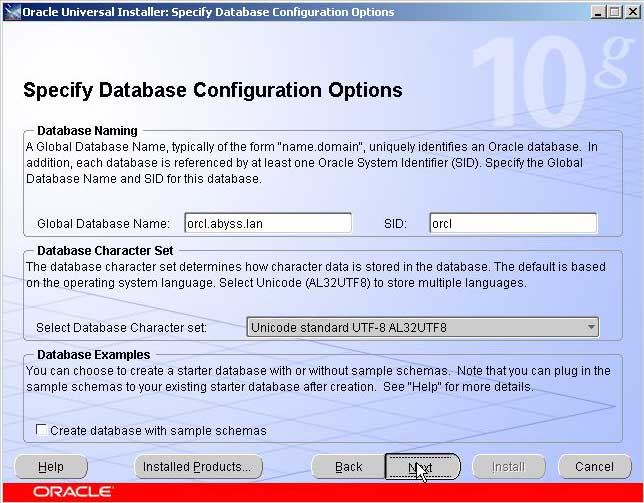 Oracle Universal Installer: Specify Database Configuration Options
10g
Specify Database Configuration Options
Database Naming
A Global Database Name, typically of the form "name.domain", uniquely identifies an Oracle database. In
addition, each database is referenced by at least one Oracle System Identifier (SID). Specify the Global
Database Name and SID for this database.
Global Database Name: orcl.abyss.lan SID: orcl
Database Character Set
The database character set determines how character data is stored in the database. The default is based
on the operating system language. Select Unicode (AL32UTF8) to store multiple languages.
Select Database Character set: Unicode standard UTF-8 AL32UTF8
Database Examples
You can choose to create a starter database with or without sample schemas. Note that you can plug in the
sample schemas to your existing starter database after creation. See "Help" for more details.
Create database with sample schemas
Help Installed Products... Back Next Install Cancel
ORACLE